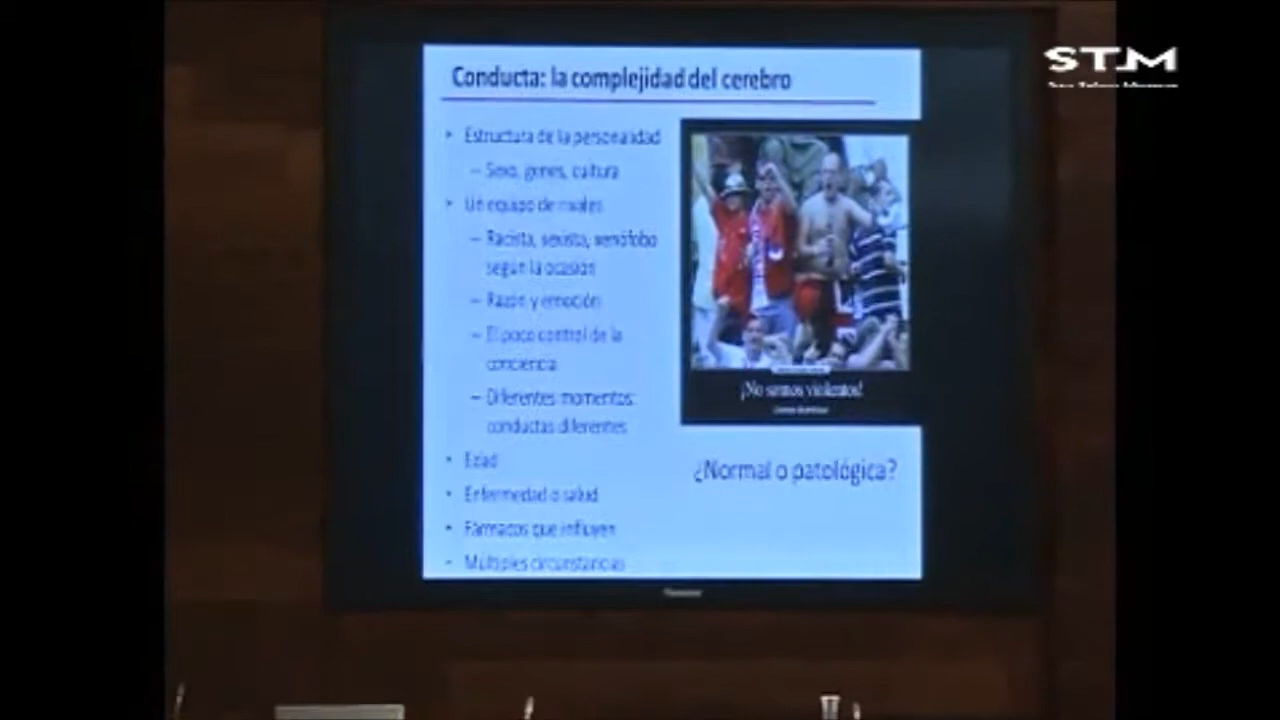 STM
Conducta: la complejidad del cerebro
• Estructura de la personalidad
– Sexo, genes, cultura
• Un equipo de rivales
– Racista, sexista, xenófobo
según la ocasión
– Razón y emoción
– El poco control de la
conciencia
– Diferentes momentos:
conductas diferentes
• Edad
• Enfermedad o salud
• Fármacos que influyen
• Múltiples circunstancias
¡No somos violentos!
¿Normal o patológica?
Panasonic